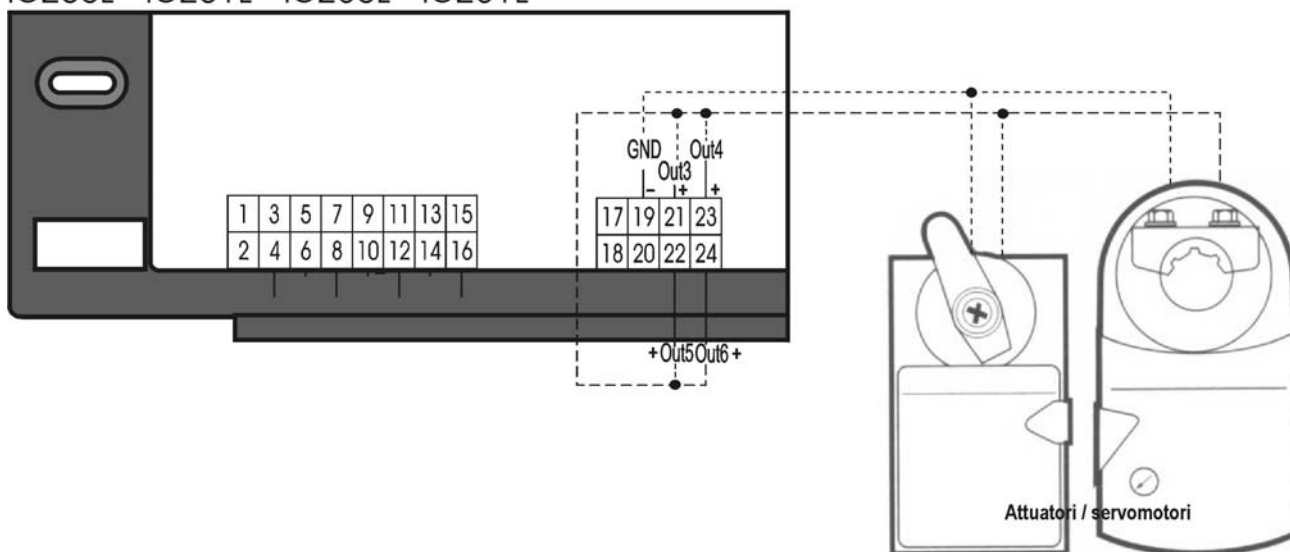 GND Out4
Out3
– + +
1 3 5 7 9 11 13 15
2 4 6 8 10 12 14 16
17 19 21 23
18 20 22 24
+Out5 Out6+
Attuatori / servomotori